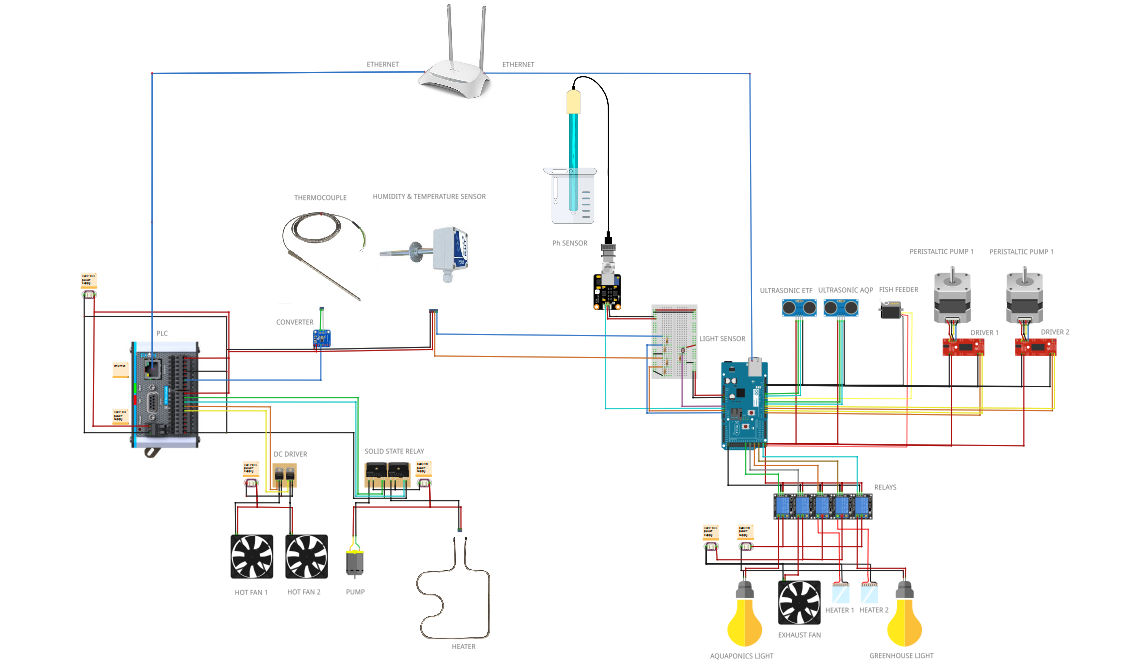 ETHERNET
ETHERNET
THERMOCOUPLE
HUMIDITY & TEMPERATURE SENSOR
Ph SENSOR
PERISTALTIC PUMP 1
PERISTALTIC PUMP 1
ULTRASONIC ETF
ULTRASONIC AQP
FISH FEEDER
CONVERTER
PLC
LIGHT SENSOR
DRIVER 1
DRIVER 2
DC DRIVER
SOLID STATE RELAY
RELAYS
HOT FAN 1
HOT FAN 2
PUMP
HEATER
HEATER 1
HEATER 2
EXHAUST FAN
AQUAPONICS LIGHT
GREENHOUSE LIGHT